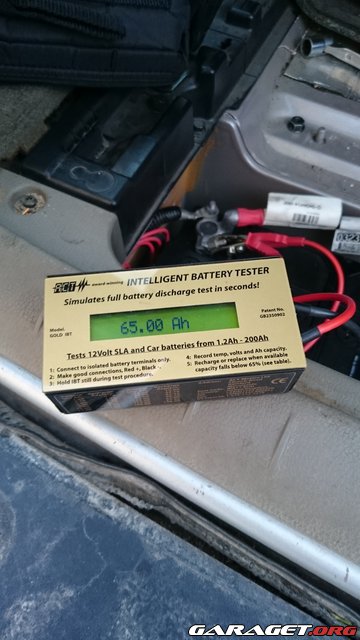 ACT award-winning INTELLIGENT BATTERY TESTER
Simulates full battery discharge test in seconds!
Model.
GOLD IBT
65.00 Ah
Patent No.
GB2350902
Tests 12Volt SLA and Car batteries from 1.2Ah - 200Ah
1: Connect to isolated battery terminals only.
2: Make good connections, Red +, Black -.
3: Hold IBT still during test procedure.
4: Record temp, volts and Ah capacity.
5: Recharge or replace when available
capacity falls below 65% (see table).
GARAGET.ORG